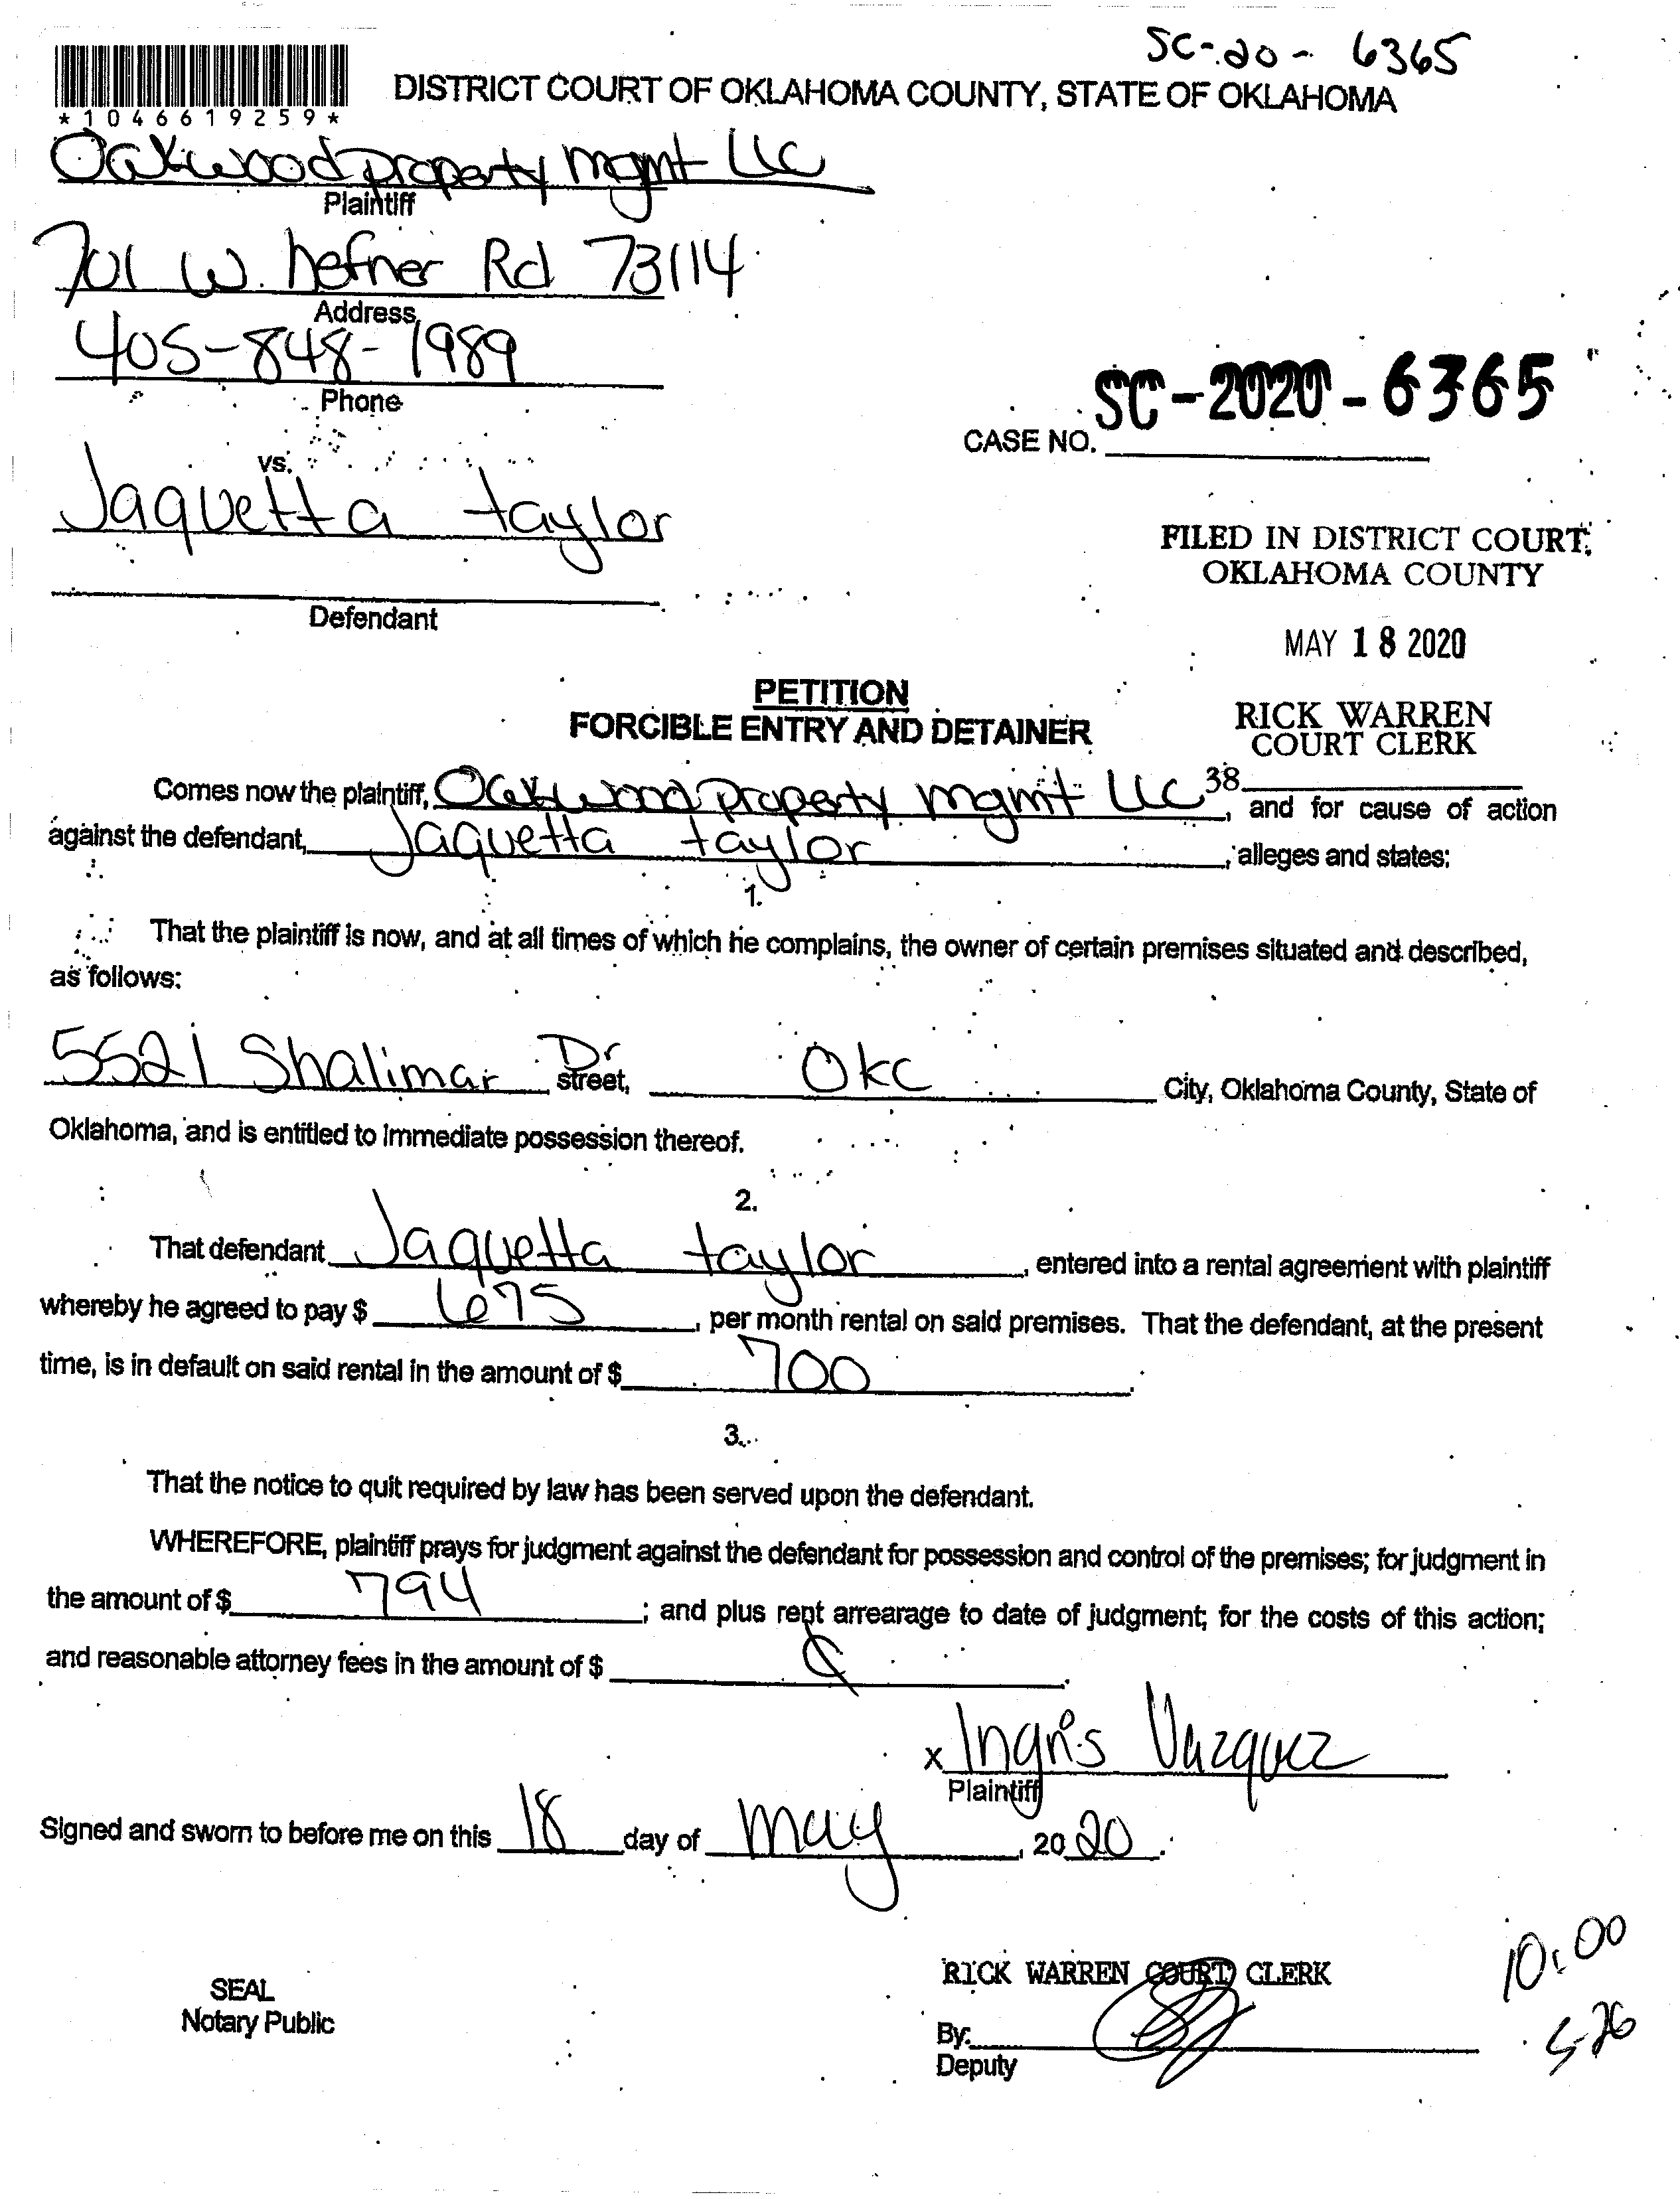 SC-20-6365
*1046619259*
DISTRICT COURT OF OKLAHOMA COUNTY, STATE OF OKLAHOMA
Oakwood property mgmt LLC
Plaintiff
701 W. hefner Rd 73114
Address
405-848-1989
Phone
SC-2020-6365
CASE NO.
vs.
Jaquetta taylor
Defendant
FILED IN DISTRICT COURT
OKLAHOMA COUNTY
MAY 18 2020
RICK WARREN
COURT CLERK
38
PETITION
FORCIBLE ENTRY AND DETAINER
Comes now the plaintiff, Oakwood property mgmt LLC, and for cause of action
against the defendant, Jaquetta taylor, alleges and states:
1.
That the plaintiff is now, and at all times of which he complains, the owner of certain premises situated and described,
as follows:
5521 Shalimar Dr street, Okc City, Oklahoma County, State of
Oklahoma, and is entitled to immediate possession thereof.
2.
That defendant Jaquetta taylor, entered into a rental agreement with plaintiff
whereby he agreed to pay $ 675, per month rental on said premises. That the defendant, at the present
time, is in default on said rental in the amount of $ 700.
3.
That the notice to quit required by law has been served upon the defendant.
WHEREFORE, plaintiff prays for judgment against the defendant for possession and control of the premises; for judgment in
the amount of $ 794; and plus rent arrearage to date of judgment; for the costs of this action;
and reasonable attorney fees in the amount of $
x Ingris Vazquez
Plaintiff
Signed and sworn to before me on this 18 day of may, 2020.
RICK WARREN COURT CLERK
SEAL
Notary Public
By:
Deputy
10:00
5-26